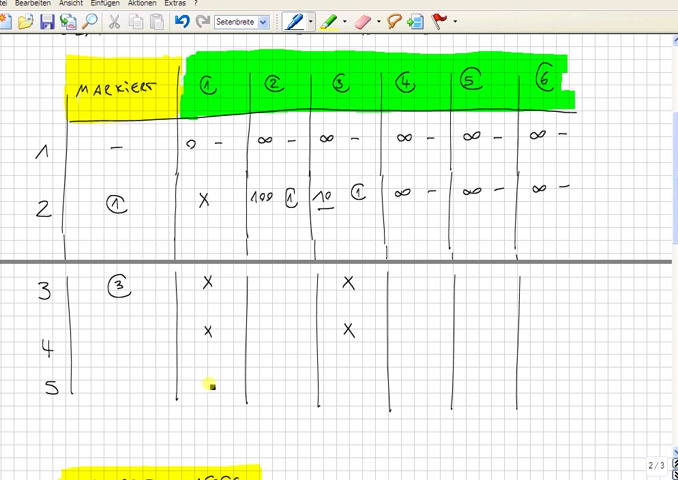 tei Bearbeiten Ansicht Einfügen Aktionen Extras ?
Seitenbreite
MARKIERT ① ② ③ ④ ⑤ ⑥
1 - 0 - ∞ - ∞ - ∞ - ∞ - ∞ -
2 ① X 100 ① 10 ① ∞ - ∞ - ∞ -
3 ③ X X
4 X X
5
2 / 3